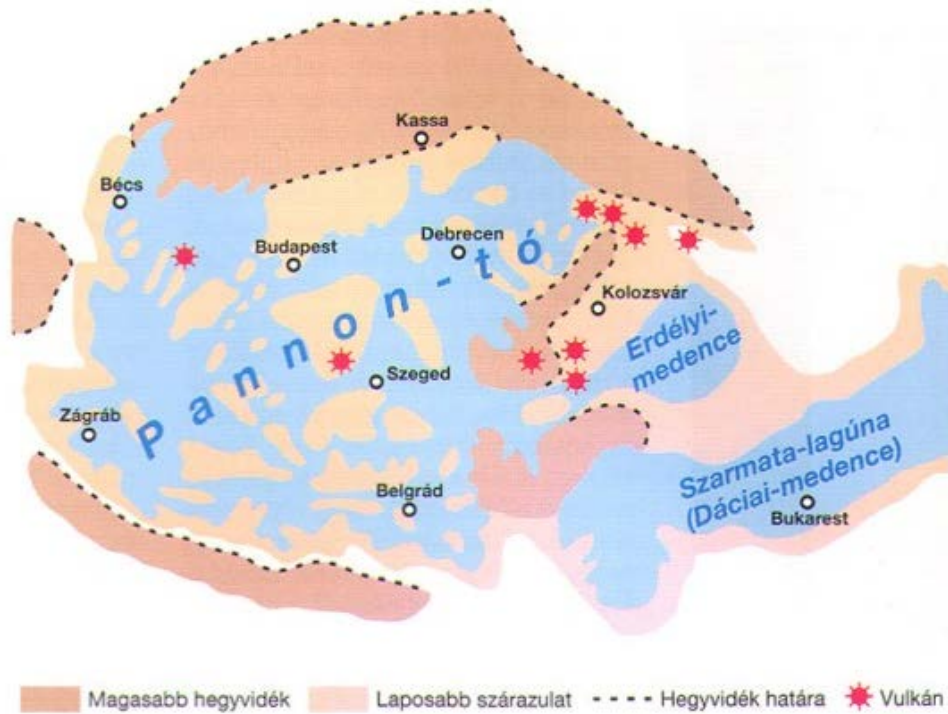 Kassa
Bécs
Budapest
Debrecen
Pannon-tó
Kolozsvár
Erdélyi-
medence
Szeged
Zágráb
Szarmata-lagúna
(Dáciai-medence)
Belgrád
Bukarest
Magasabb hegyvidék
Laposabb szárazulat
Hegyvidék határa
Vulkán